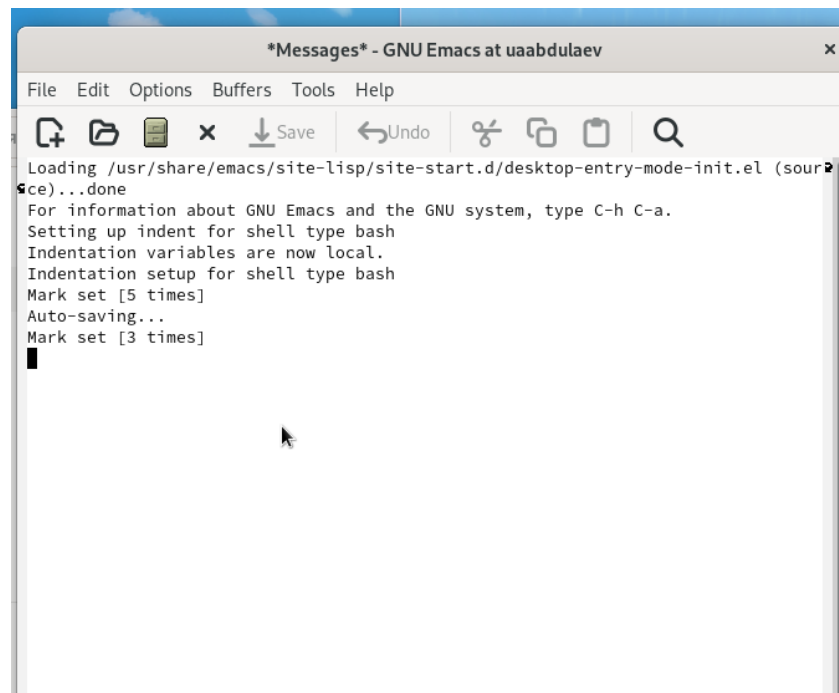 *Messages* - GNU Emacs at uaabdulaev
File Edit Options Buffers Tools Help
Save Undo
Loading /usr/share/emacs/site-lisp/site-start.d/desktop-entry-mode-init.el (sour
ce)...done
For information about GNU Emacs and the GNU system, type C-h C-a.
Setting up indent for shell type bash
Indentation variables are now local.
Indentation setup for shell type bash
Mark set [5 times]
Auto-saving...
Mark set [3 times]